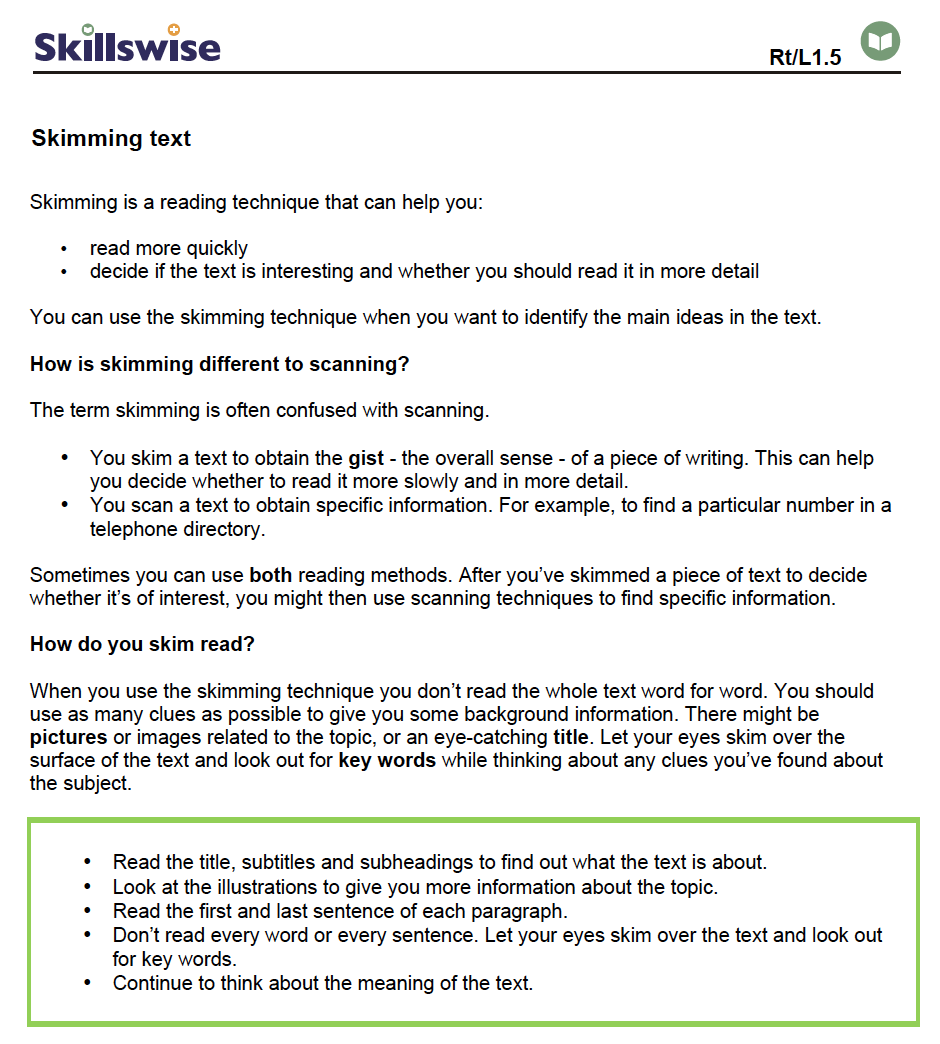 Skillswise
Rt/L1.5
Skimming text
Skimming is a reading technique that can help you:
• read more quickly
• decide if the text is interesting and whether you should read it in more detail
You can use the skimming technique when you want to identify the main ideas in the text.
How is skimming different to scanning?
The term skimming is often confused with scanning.
• You skim a text to obtain the gist - the overall sense - of a piece of writing. This can help
you decide whether to read it more slowly and in more detail.
• You scan a text to obtain specific information. For example, to find a particular number in a
telephone directory.
Sometimes you can use both reading methods. After you’ve skimmed a piece of text to decide
whether it’s of interest, you might then use scanning techniques to find specific information.
How do you skim read?
When you use the skimming technique you don’t read the whole text word for word. You should
use as many clues as possible to give you some background information. There might be
pictures or images related to the topic, or an eye-catching title. Let your eyes skim over the
surface of the text and look out for key words while thinking about any clues you’ve found about
the subject.
• Read the title, subtitles and subheadings to find out what the text is about.
• Look at the illustrations to give you more information about the topic.
• Read the first and last sentence of each paragraph.
• Don’t read every word or every sentence. Let your eyes skim over the text and look out
for key words.
• Continue to think about the meaning of the text.